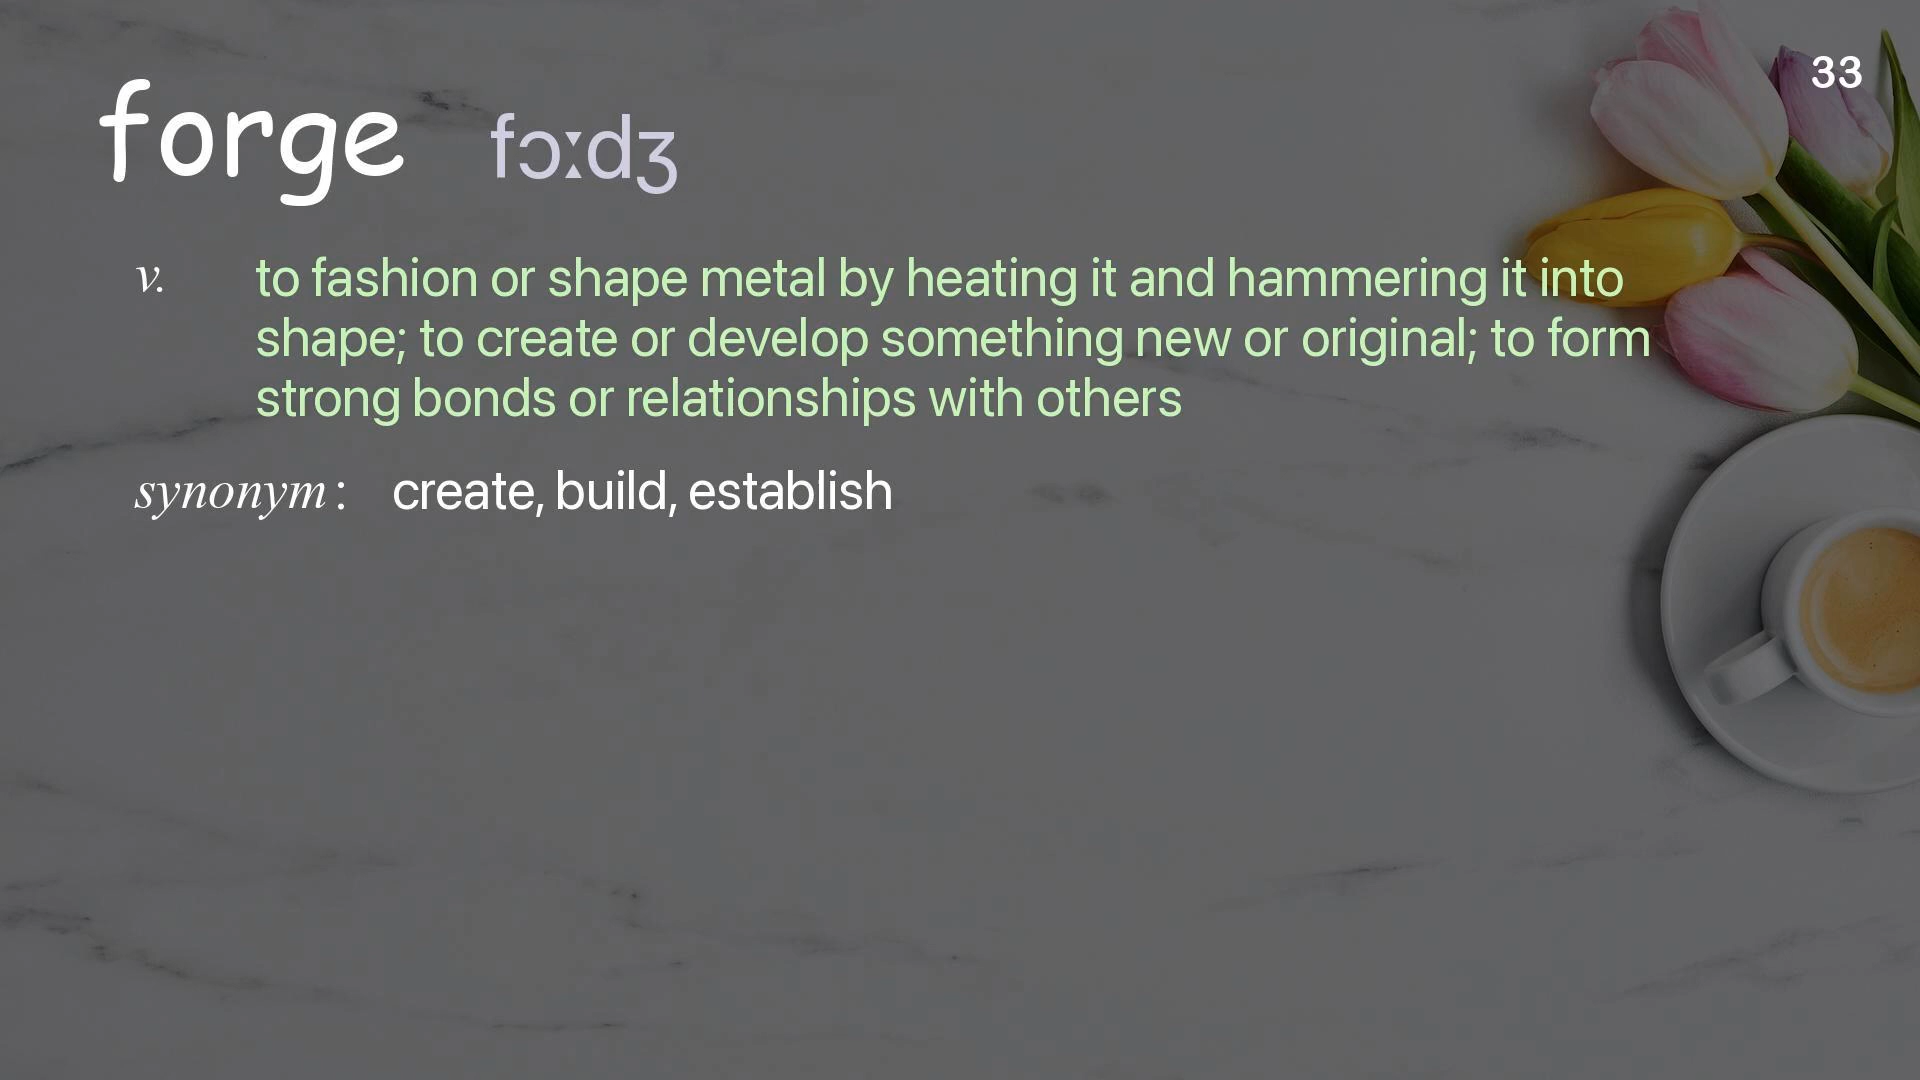 33
forge fɔːdʒ
v. to fashion or shape metal by heating it and hammering it into
shape; to create or develop something new or original; to form
strong bonds or relationships with others
synonym : create, build, establish